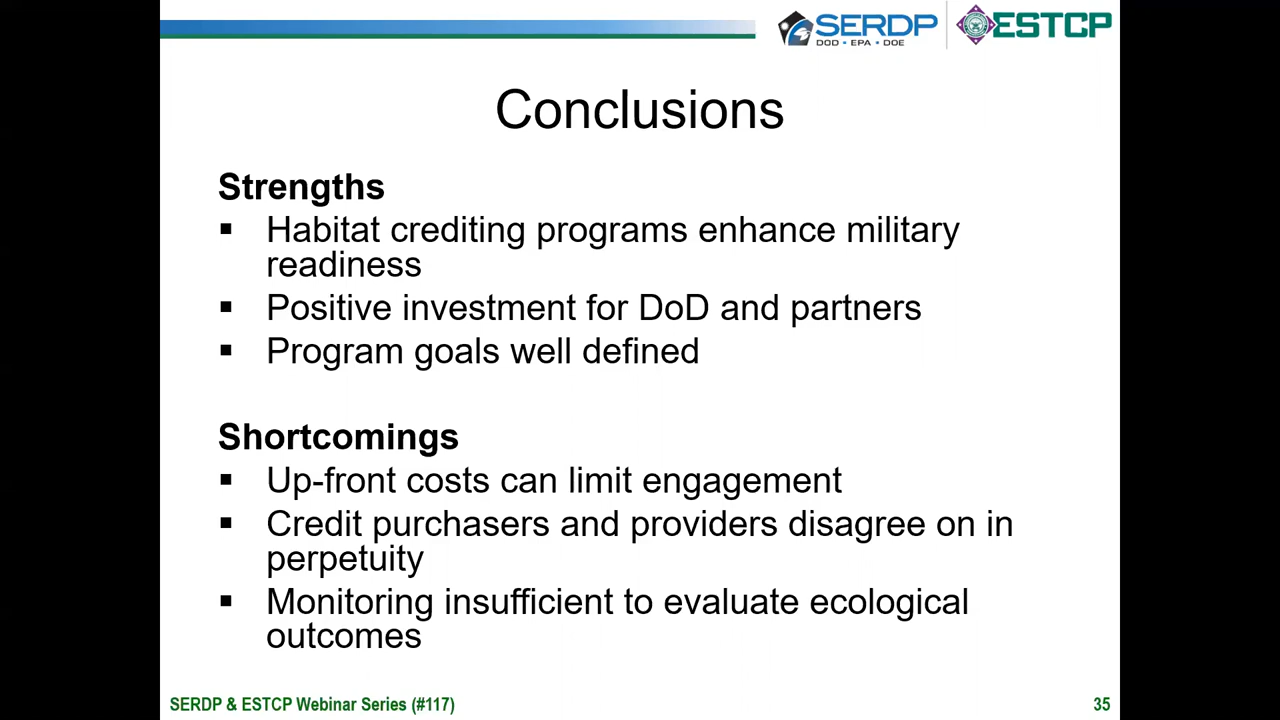 SERDP
DOD • EPA • DOE
ESTCP
Conclusions
Strengths
▪ Habitat crediting programs enhance military
readiness
▪ Positive investment for DoD and partners
▪ Program goals well defined
Shortcomings
▪ Up-front costs can limit engagement
▪ Credit purchasers and providers disagree on in
perpetuity
▪ Monitoring insufficient to evaluate ecological
outcomes
SERDP & ESTCP Webinar Series (#117)
35